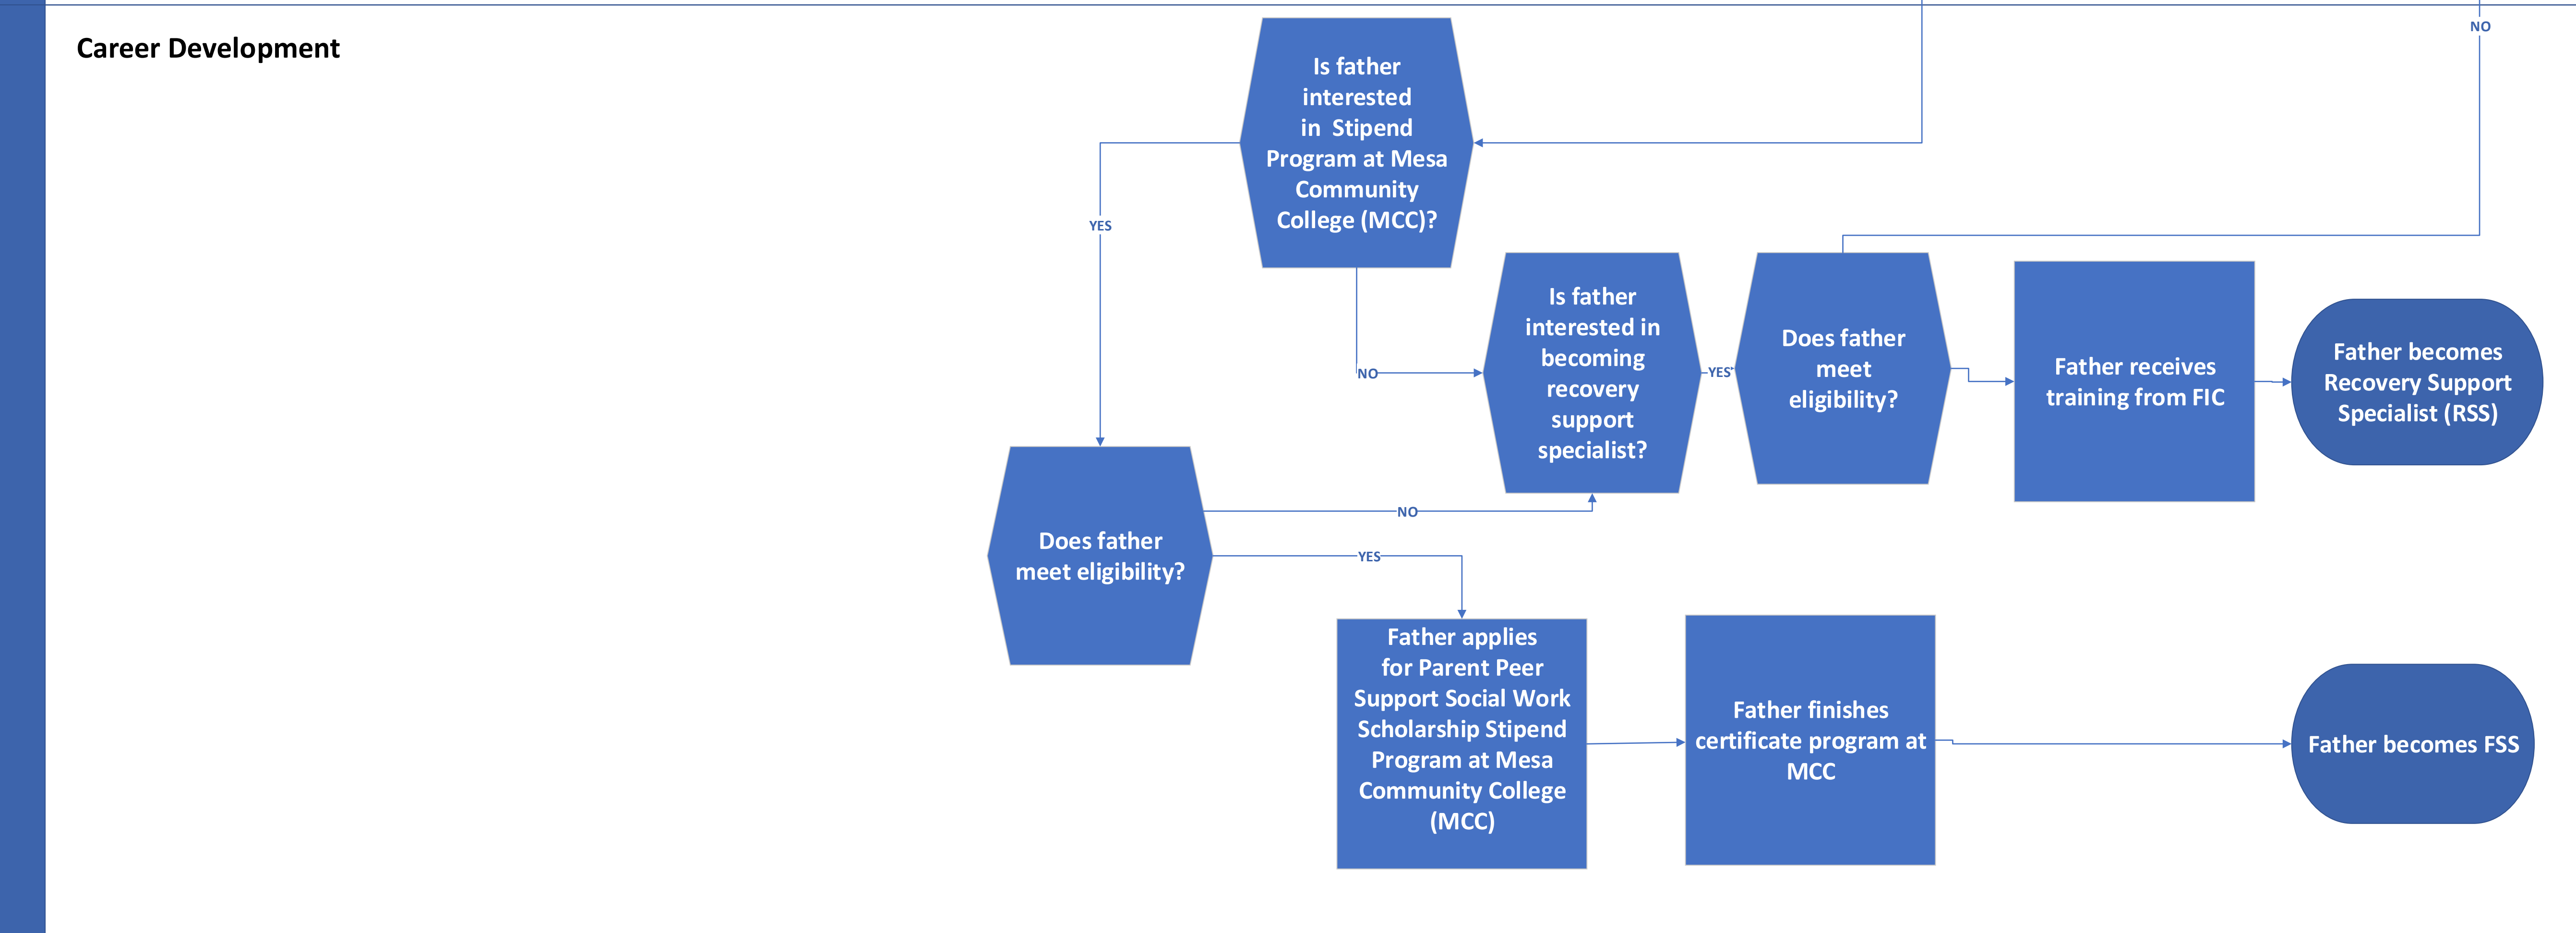 Career Development
NO
Is father
interested
in  Stipend
Program at Mesa
Community
College (MCC)?
YES
NO
Is father
interested in
becoming
recovery
support
specialist?
YES
Does father
meet
eligibility?
Father receives
training from FIC
Father becomes
Recovery Support
Specialist (RSS)
Does father
meet eligibility?
NO
YES
Father applies
for Parent Peer
Support Social Work
Scholarship Stipend
Program at Mesa
Community College
(MCC)
Father finishes
certificate program at
MCC
Father becomes FSS